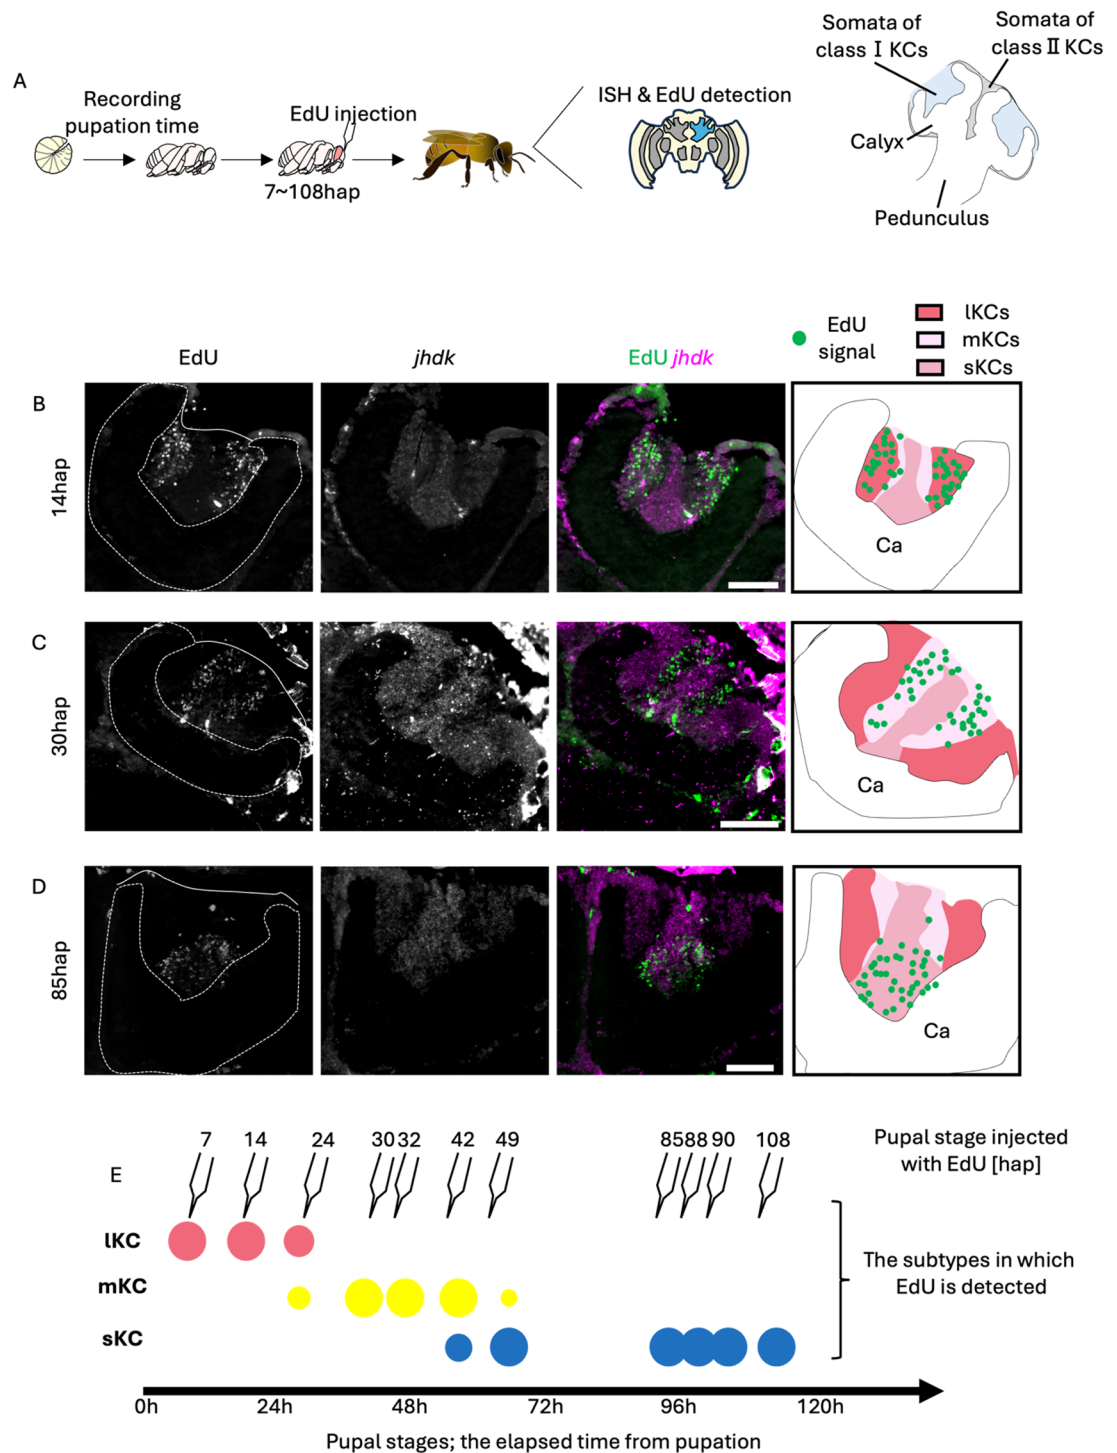 A
Recording
pupation time
EdU injection
7~108hap
ISH & EdU detection
Somata of
class I KCs
Somata of
class II KCs
Calyx
Pedunculus
EdU
jhdk
EdU jhdk
EdU
signal
lKCs
mKCs
sKCs
B
14hap
Ca
C
30hap
Ca
D
85hap
Ca
E
7 14 24 30 32 42 49 85 88 90 108
Pupal stage injected
with EdU [hap]
lKC
mKC
sKC
The subtypes in which
EdU is detected
0h 24h 48h 72h 96h 120h
Pupal stages; the elapsed time from pupation